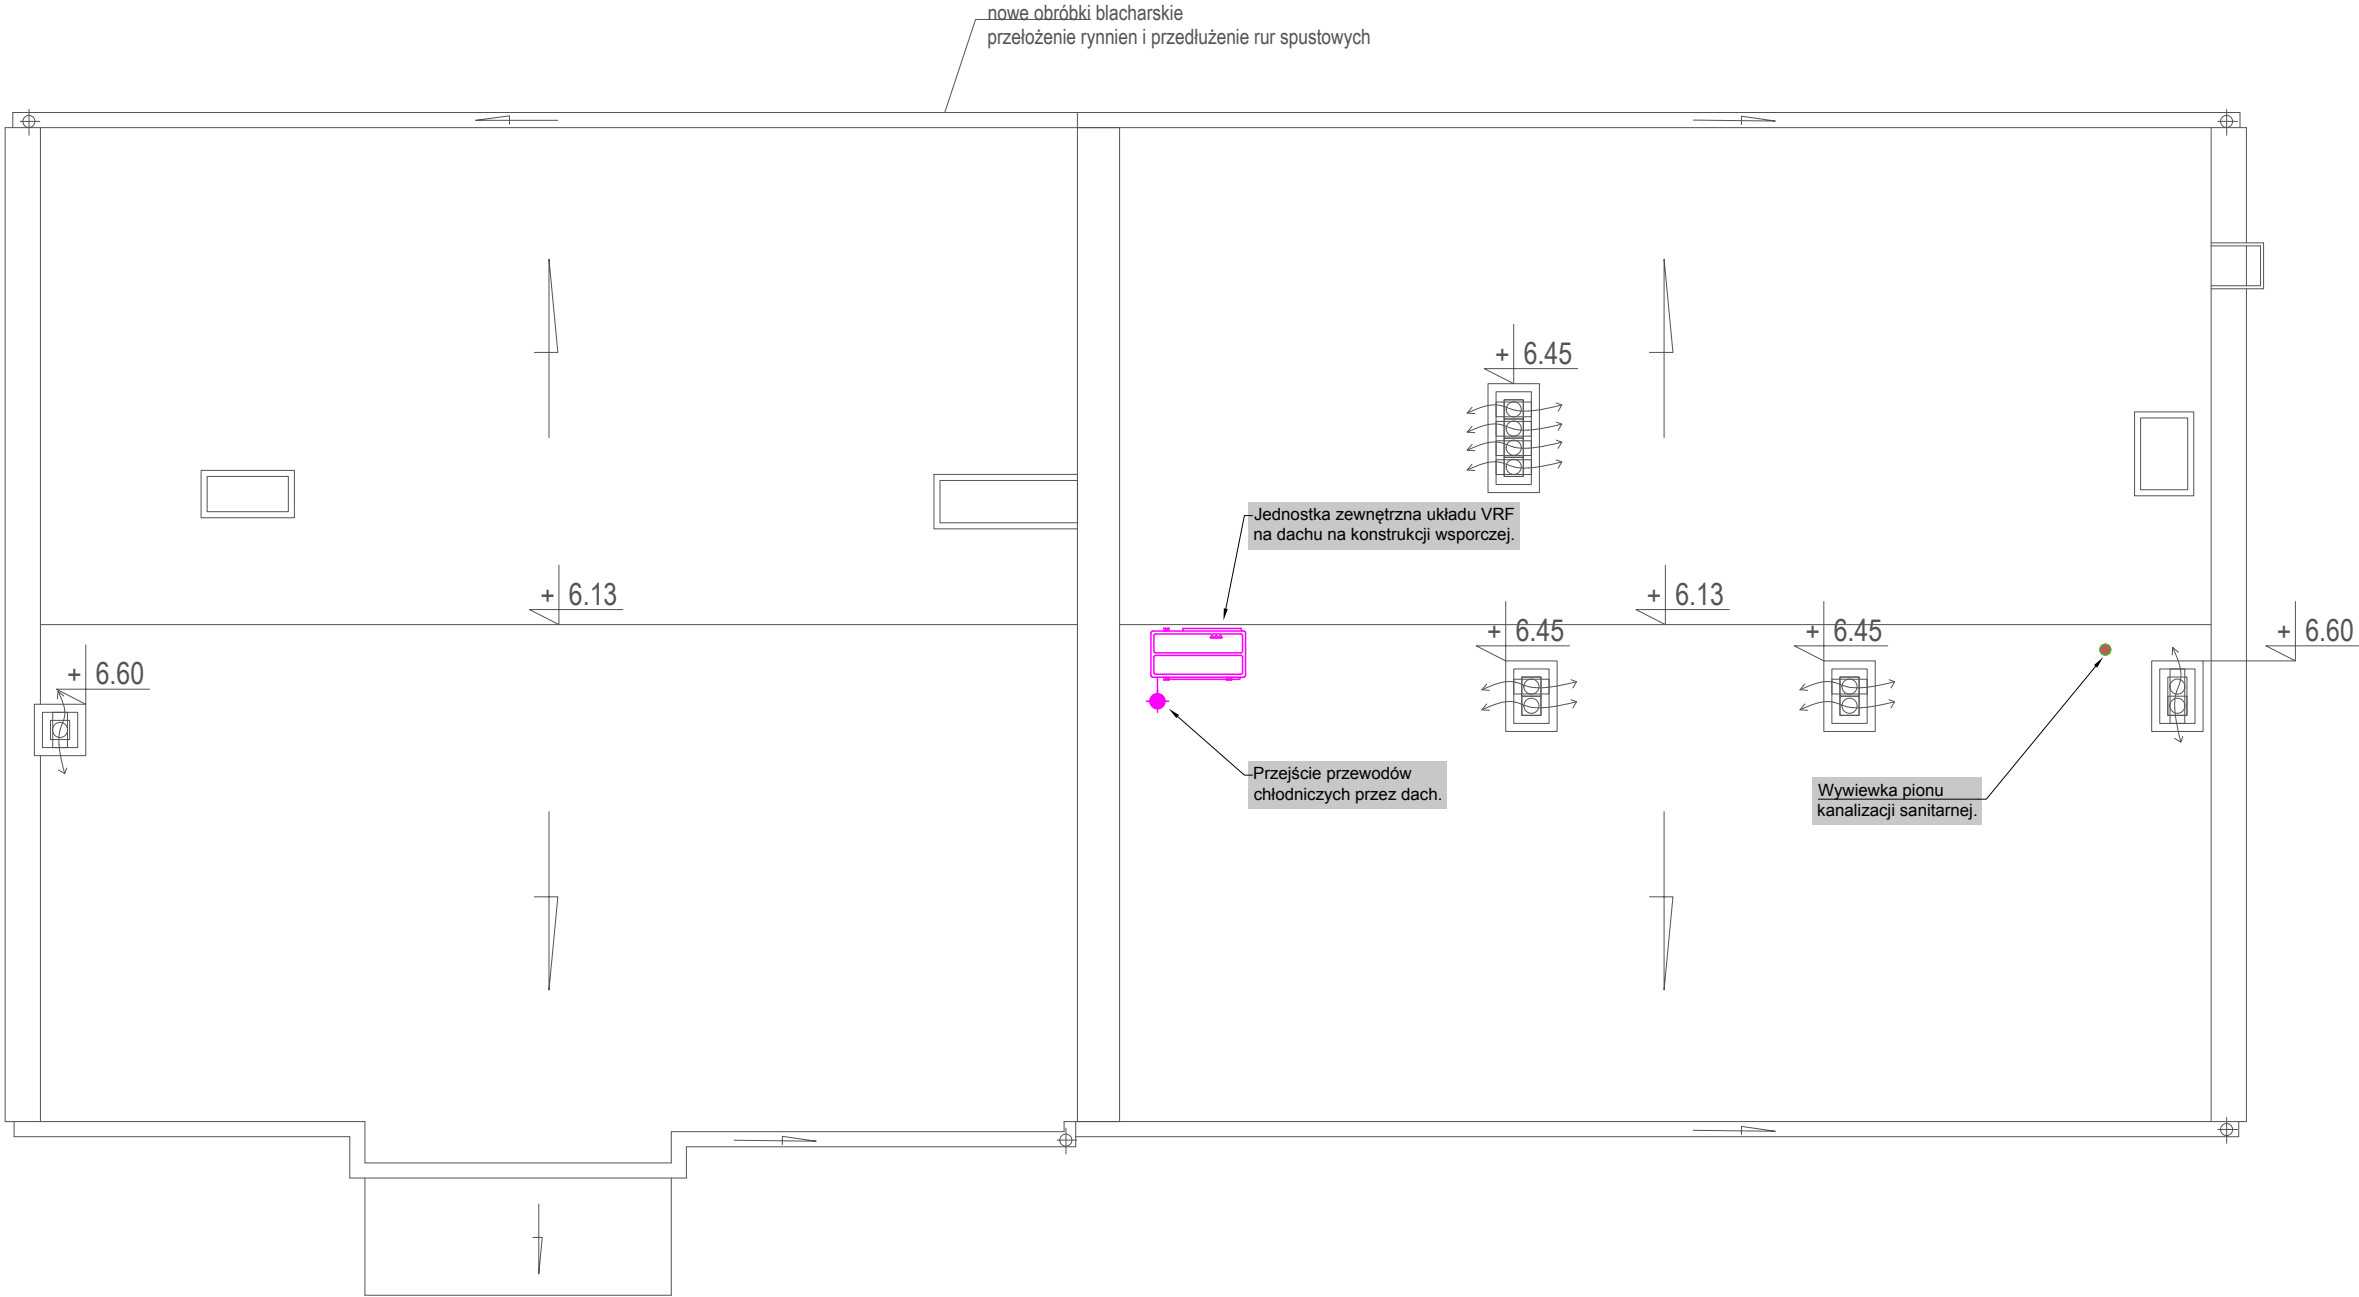 nowe obróbki blacharskie
przełożenie rynnien i przedłużenie rur spustowych
+ 6.45
Jednostka zewnętrzna układu VRF
na dachu na konstrukcji wsporczej.
+ 6.13
+ 6.13
+ 6.45
+ 6.45
+ 6.60
+ 6.60
Przejście przewodów
chłodniczych przez dach.
Wywiewka pionu
kanalizacji sanitarnej.